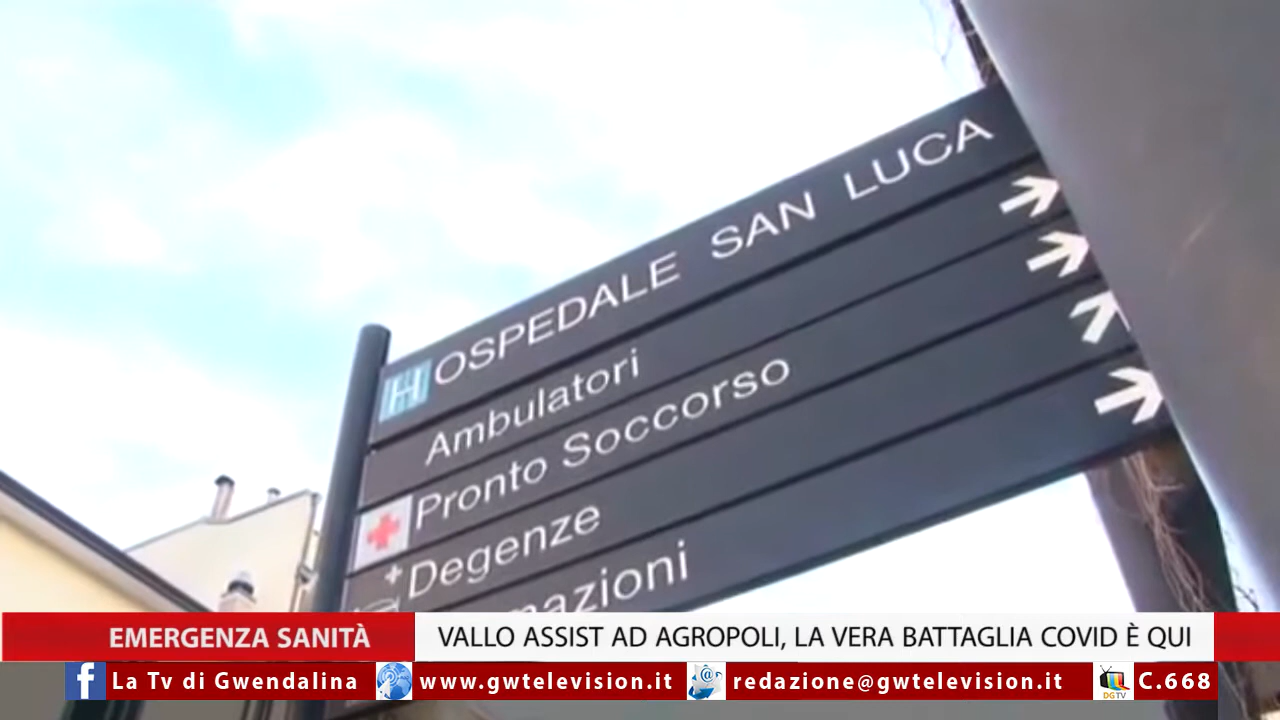 H OSPEDALE SAN LUCA
Ambulatori
Pronto Soccorso
Degenze
EMERGENZA SANITÀ
VALLO ASSIST AD AGROPOLI, LA VERA BATTAGLIA COVID È QUI
La Tv di Gwendalina
www.gwtelevision.it
redazione@gwtelevision.it
DGTV
C.668